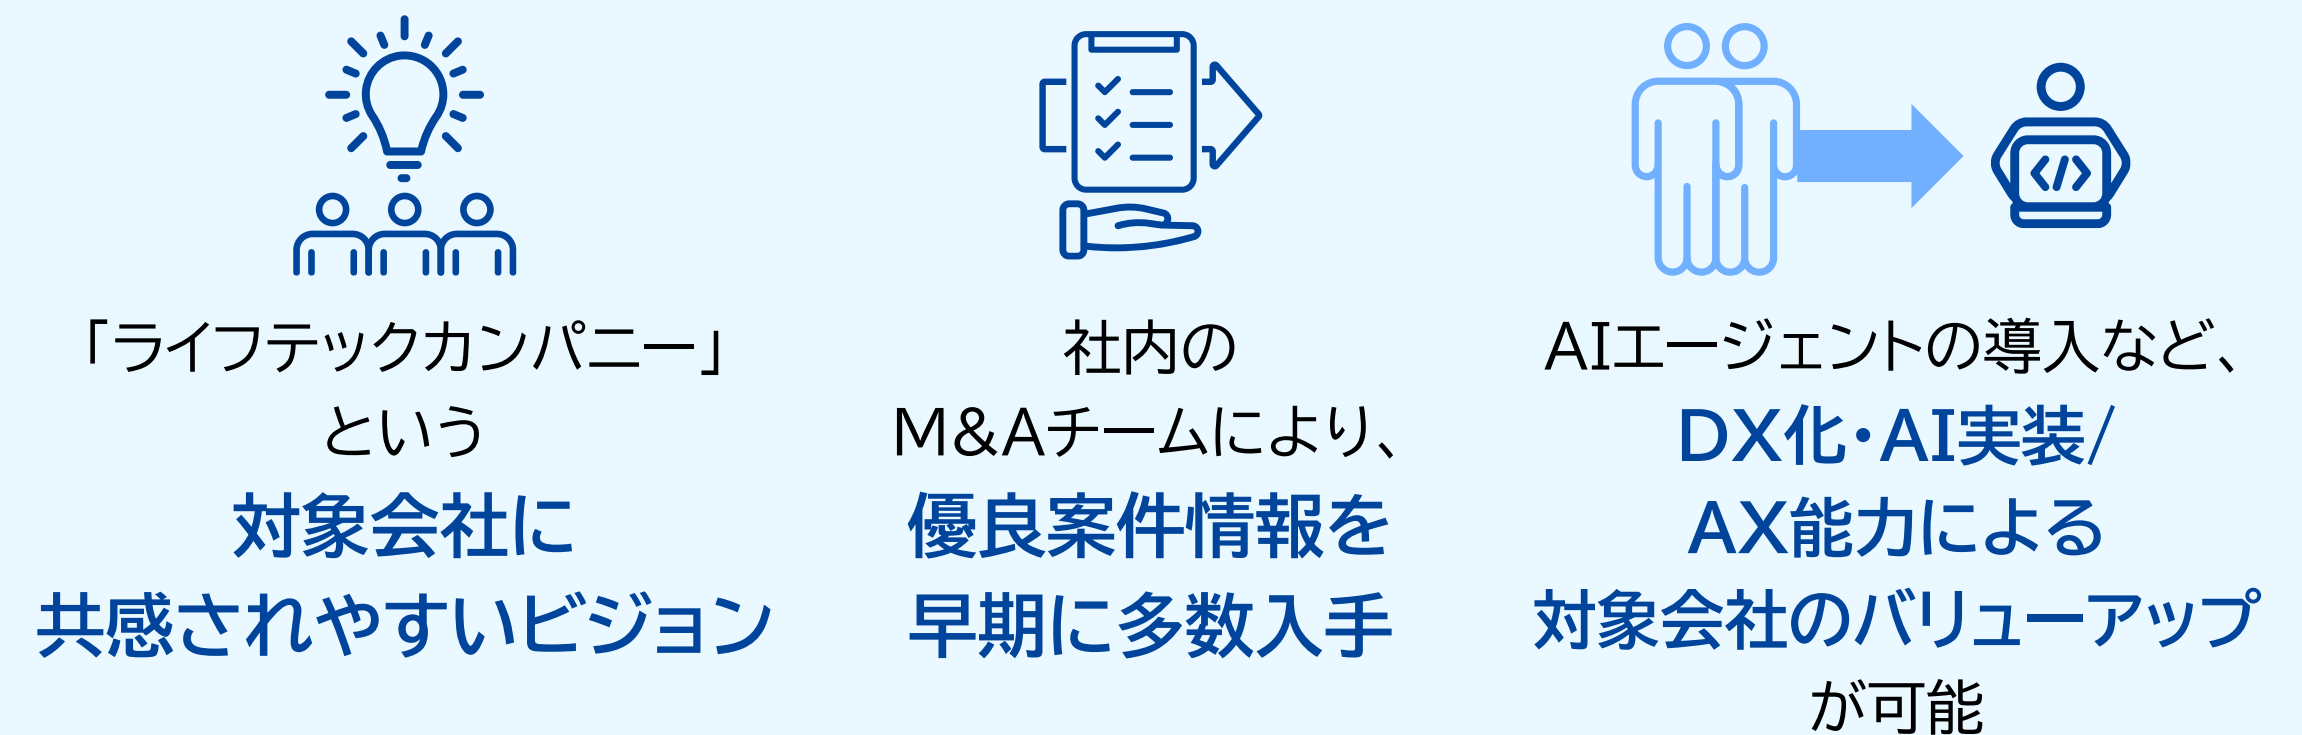 「ライフテックカンパニー」
という
対象会社に
共感されやすいビジョン
社内の
M&Aチームにより、
優良案件情報を
早期に多数入手
</>
AIエージェントの導入など、
DX化・AI実装/
AX能力による
対象会社のバリューアップ
が可能